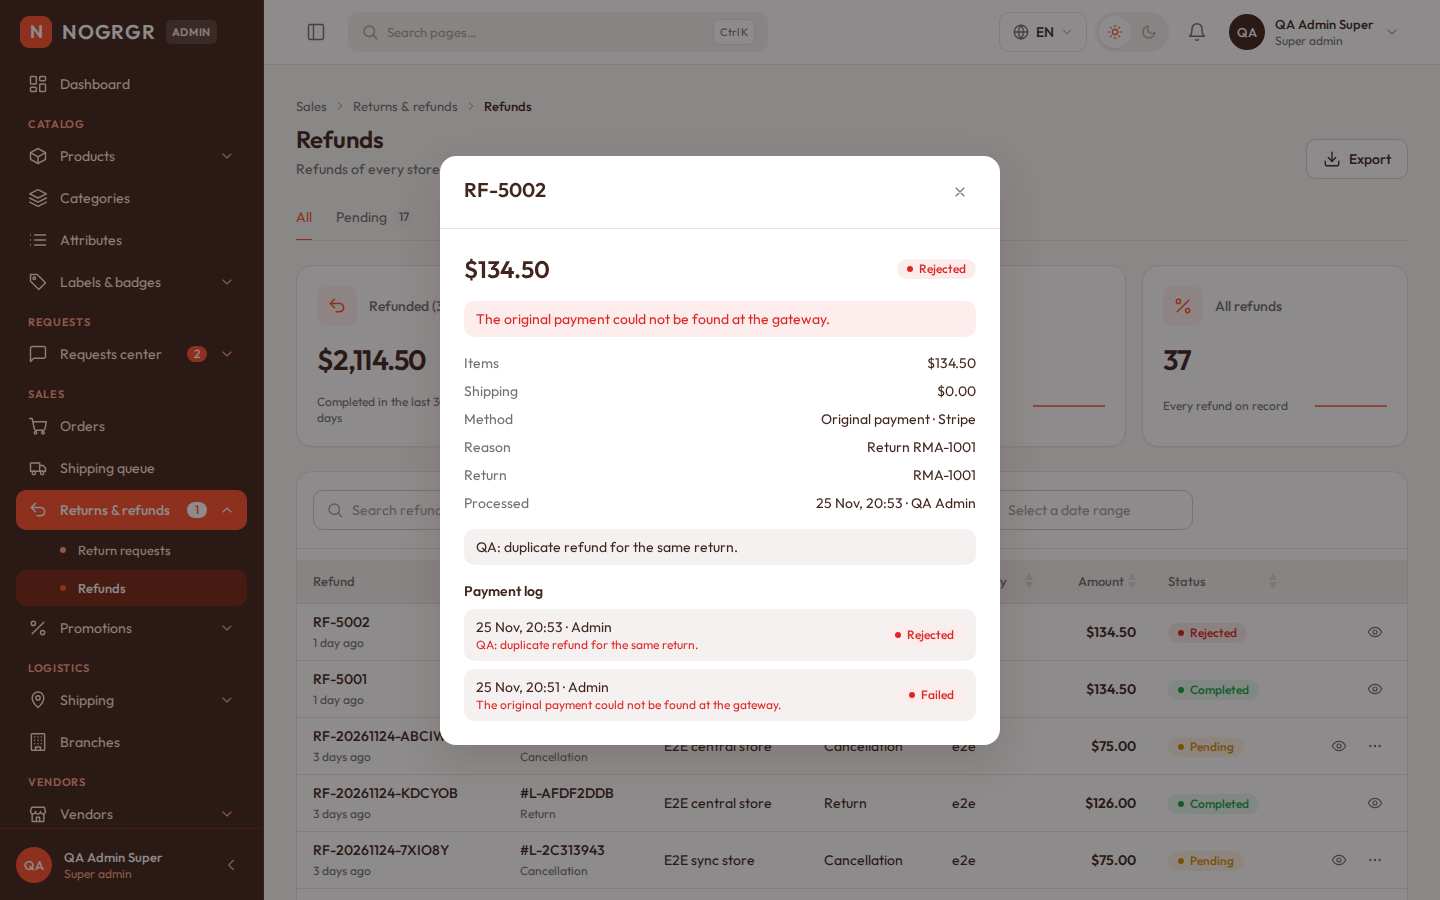 N NOGRGR ADMIN
Search pages...
Ctrl K
EN
QA
QA Admin Super
Super admin
Dashboard
CATALOG
Products
Categories
Attributes
Labels & badges
REQUESTS
Requests center 2
SALES
Orders
Shipping queue
Returns & refunds 1
Return requests
Refunds
Promotions
LOGISTICS
Shipping
Branches
VENDORS
Vendors
QA
QA Admin Super
Super admin
Sales > Returns & refunds > Refunds
Refunds
Refunds of every store
Export
All
Pending 17
Refunded (3
$2,114.50
Completed in the last 3
days
All refunds
37
Every refund on record
Search refund
Select a date range
Refund
y
Amount
Status
RF-5002
1 day ago
$134.50
Rejected
RF-5001
1 day ago
$134.50
Completed
RF-20261124-ABCIW
3 days ago
Cancellation
E2E central store
Cancellation
e2e
$75.00
Pending
RF-20261124-KDCYOB
3 days ago
#L-AFDF2DDB
Return
E2E central store
Return
e2e
$126.00
Completed
RF-20261124-7XIO8Y
3 days ago
#L-2C313943
Cancellation
E2E sync store
Cancellation
e2e
$75.00
Pending
RF-5002
$134.50
Rejected
The original payment could not be found at the gateway.
Items $134.50
Shipping $0.00
Method Original payment · Stripe
Reason Return RMA-1001
Return RMA-1001
Processed 25 Nov, 20:53 · QA Admin
QA: duplicate refund for the same return.
Payment log
25 Nov, 20:53 · Admin
QA: duplicate refund for the same return.
Rejected
25 Nov, 20:51 · Admin
The original payment could not be found at the gateway.
Failed